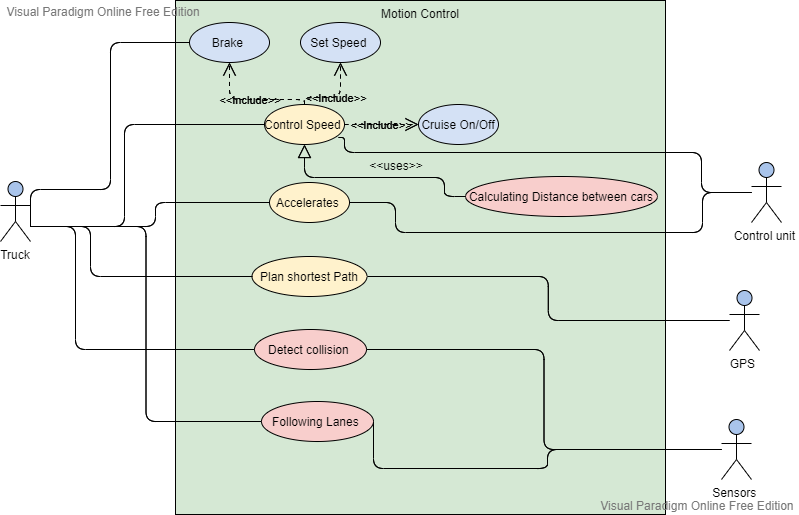 Visual Paradigm Online Free Edition
Motion Control
Brake
Set Speed
<<Include>>
<<Include>>
Control Speed
<<Include>>
Cruise On/Off
<<uses>>
Calculating Distance between cars
Accelerates
Truck
Control unit
Plan shortest Path
GPS
Detect collision
Following Lanes
Sensors
Visual Paradigm Online Free Edition